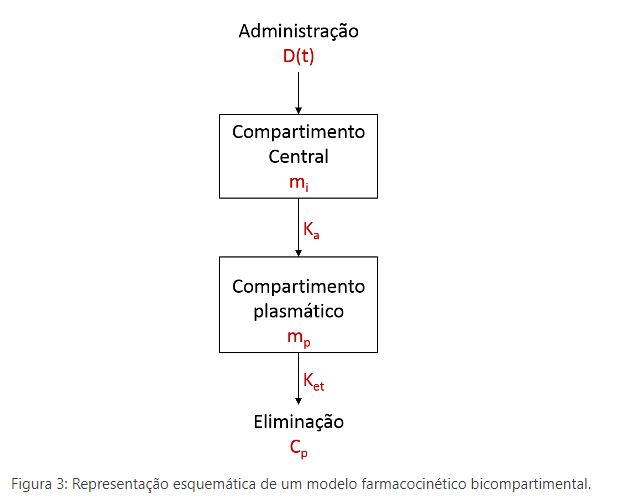 Administração
D(t)
Compartimento
Central
mi
Ka
Compartimento
plasmático
mp
Ket
Eliminação
Cp
Figura 3: Representação esquemática de um modelo farmacocinético bicompartimental.